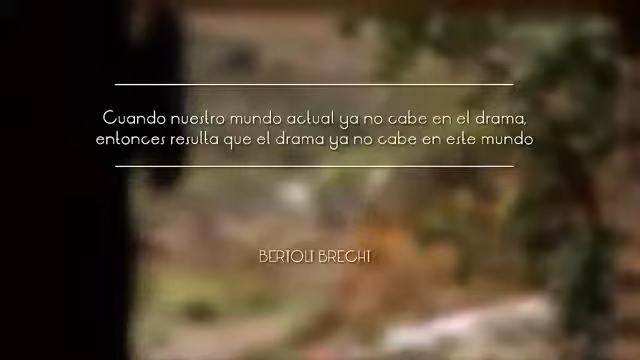 Cuando nuestro mundo actual ya no cabe en el drama,
entonces resulta que el drama ya no cabe en este mundo
BERTOLT BRECHT